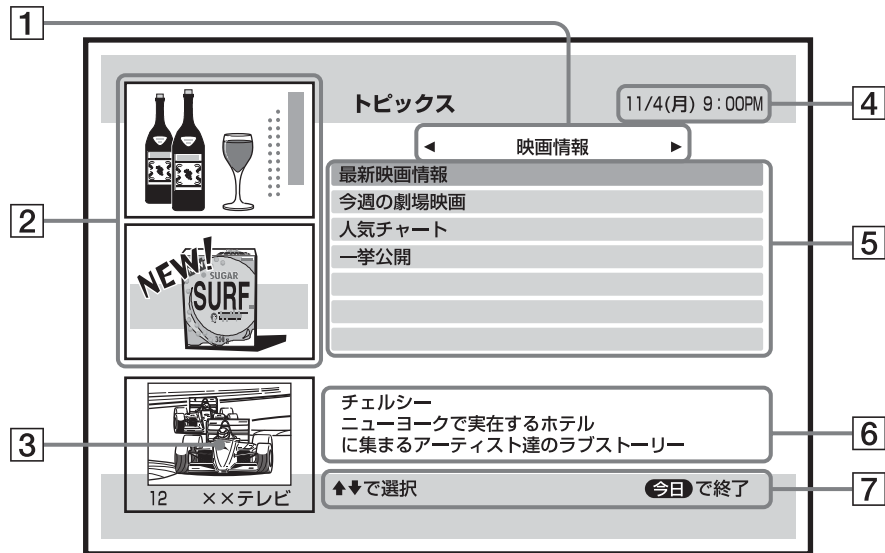 1
トピックス
11/4(月) 9:00PM
4
◀ 映画情報 ▶
2
最新映画情報
今週の劇場映画
人気チャート
一挙公開
5
NEW!
SUGAR
SURF
300g
3
12 ××テレビ
チェルシー
ニューヨークで実在するホテル
に集まるアーティスト達のラブストーリー
6
↑↓で選択
今日 で終了
7